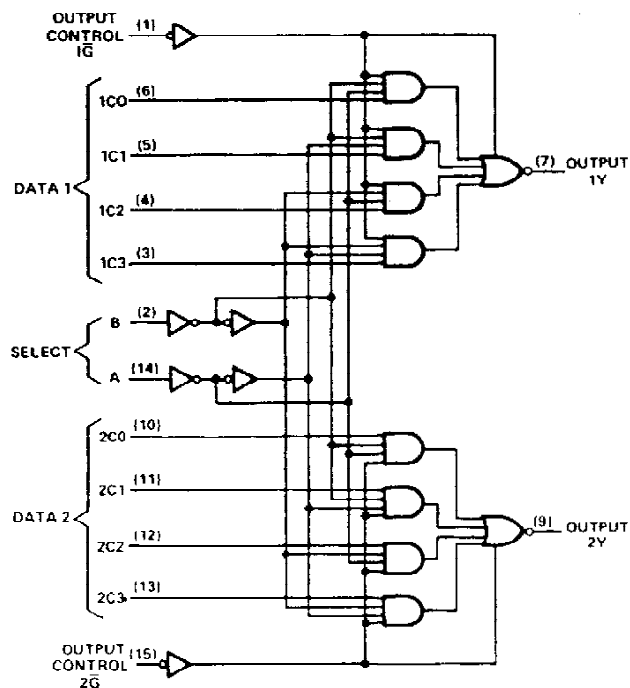 OUTPUT
CONTROL
1G̅
(1)
DATA 1
1C0
(6)
1C1
(5)
1C2
(4)
1C3
(3)
(7)
OUTPUT
1Y
SELECT
B
(2)
A
(14)
DATA 2
2C0
(10)
2C1
(11)
2C2
(12)
2C3
(13)
(9)
OUTPUT
2Y
OUTPUT
CONTROL
2G̅
(15)